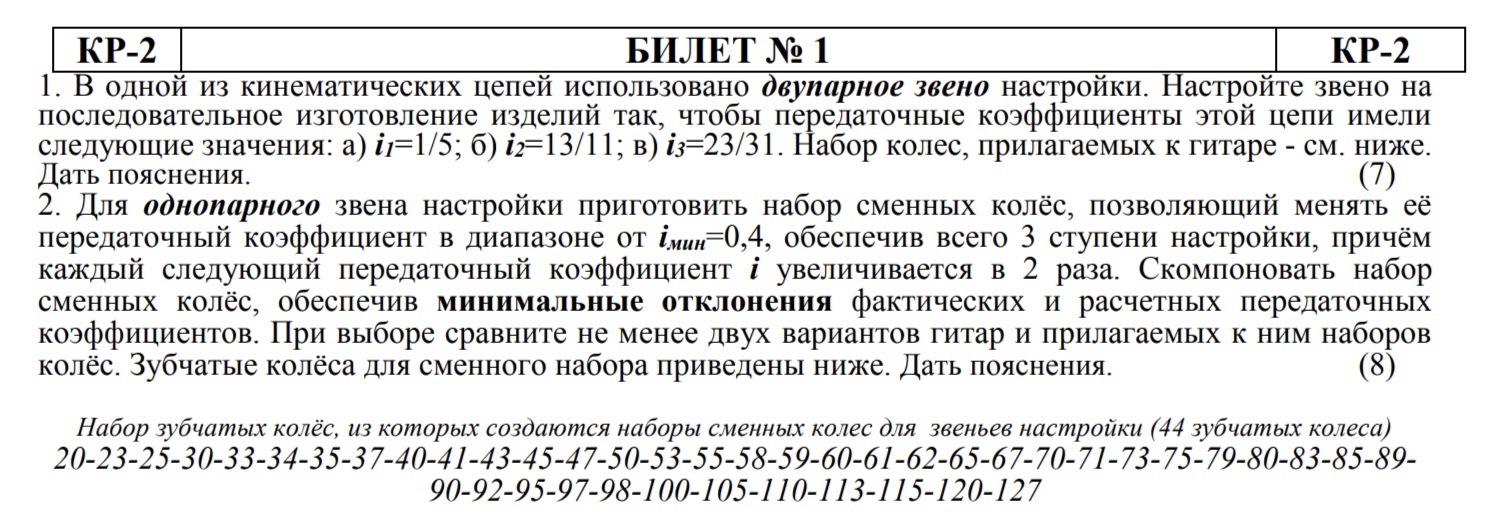 КР-2 БИЛЕТ № 1 КР-2
1. В одной из кинематических цепей использовано двупарное звено настройки. Настройте звено на
последовательное изготовление изделий так, чтобы передаточные коэффициенты этой цепи имели
следующие значения: а) i1=1/5; б) i2=13/11; в) i3=23/31. Набор колес, прилагаемых к гитаре - см. ниже.
Дать пояснения. (7)
2. Для однопарного звена настройки приготовить набор сменных колёс, позволяющий менять её
передаточный коэффициент в диапазоне от iмин=0,4, обеспечив всего 3 ступени настройки, причём
каждый следующий передаточный коэффициент i увеличивается в 2 раза. Скомпоновать набор
сменных колёс, обеспечив минимальные отклонения фактических и расчетных передаточных
коэффициентов. При выборе сравните не менее двух вариантов гитар и прилагаемых к ним наборов
колёс. Зубчатые колёса для сменного набора приведены ниже. Дать пояснения. (8)
Набор зубчатых колёс, из которых создаются наборы сменных колес для звеньев настройки (44 зубчатых колеса)
20-23-25-30-33-34-35-37-40-41-43-45-47-50-53-55-58-59-60-61-62-65-67-70-71-73-75-79-80-83-85-89-
90-92-95-97-98-100-105-110-113-115-120-127